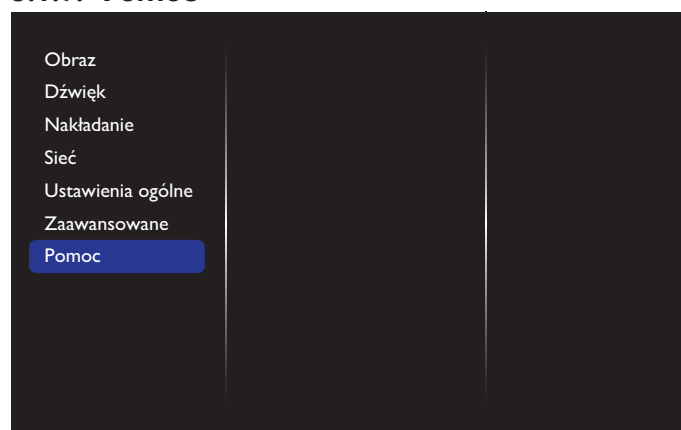 Obraz
Dźwięk
Nakładanie
Sieć
Ustawienia ogólne
Zaawansowane
Pomoc